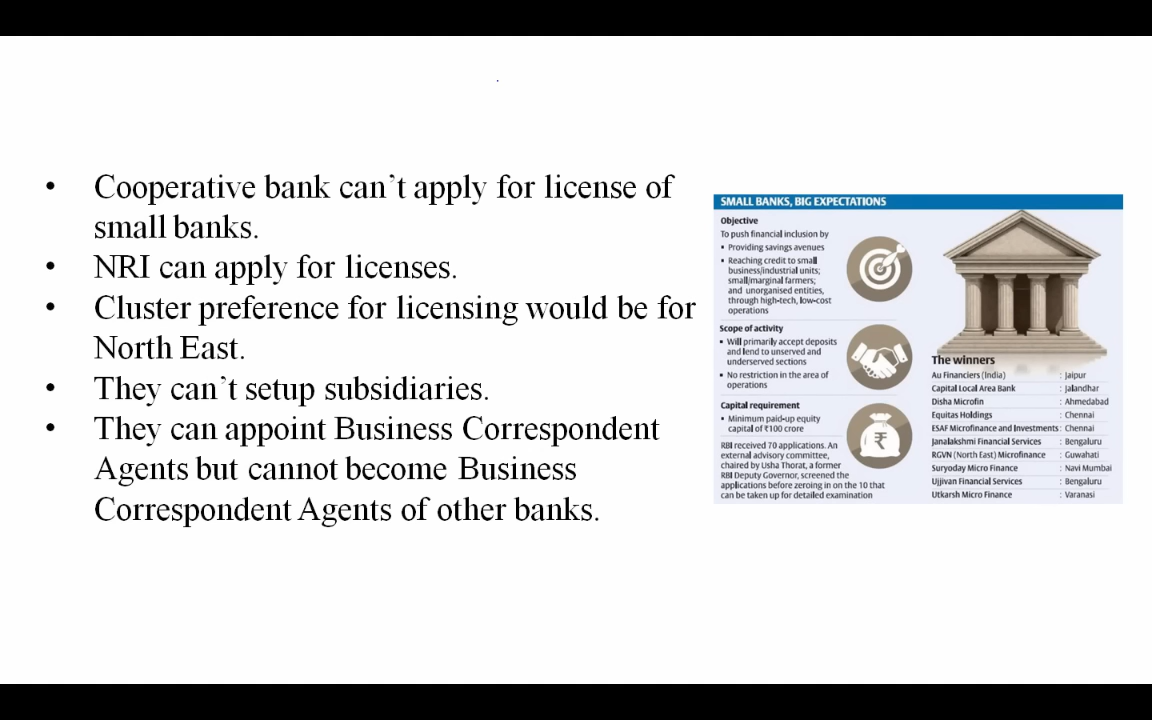 • Cooperative bank can't apply for license of
small banks.
• NRI can apply for licenses.
• Cluster preference for licensing would be for
North East.
• They can't setup subsidiaries.
• They can appoint Business Correspondent
Agents but cannot become Business
Correspondent Agents of other banks.
SMALL BANKS, BIG EXPECTATIONS
Objective
To push financial inclusion by
▪ Providing savings avenues
▪ Reaching credit to small
business/industrial units;
small/marginal farmers;
and unorganised entities,
through high-tech, low-cost
operations
Scope of activity
▪ Will primarily accept deposits
and lend to unserved and
underserved sections
▪ No restriction in the area of
operations
Capital requirement
▪ Minimum paid-up equity
capital of ₹100 crore
₹
RBI received 70 applications. An
external advisory committee,
chaired by Usha Thorat, a former
RBI Deputy Governor, screened the
applications before zeroing in on the 10 that
can be taken up for detailed examination
The winners
Au Financiers (India) : Jaipur
Capital Local Area Bank : Jalandhar
Disha Microfin : Ahmedabad
Equitas Holdings : Chennai
ESAF Microfinance and Investments : Chennai
Janalakshmi Financial Services : Bengaluru
RGVN (North East) Microfinance : Guwahati
Suryoday Micro Finance : Navi Mumbai
Ujjivan Financial Services : Bengaluru
Utkarsh Micro Finance : Varanasi